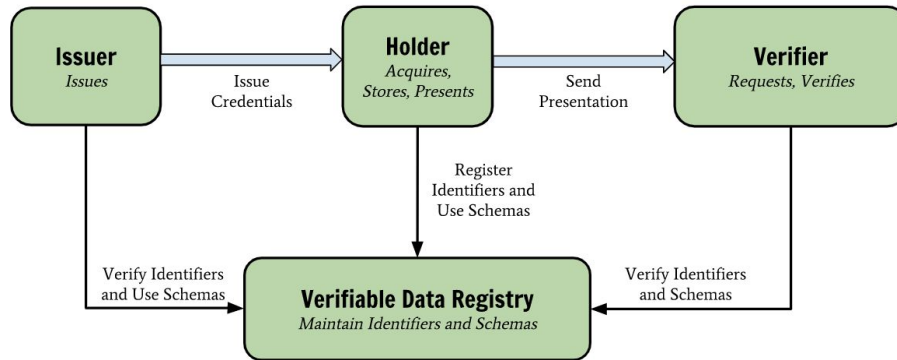 Issuer
Issues
Issue
Credentials
Holder
Acquires,
Stores, Presents
Send
Presentation
Verifier
Requests, Verifies
Register
Identifiers and
Use Schemas
Verify Identifiers
and Use Schemas
Verifiable Data Registry
Maintain Identifiers and Schemas
Verify Identifiers
and Schemas